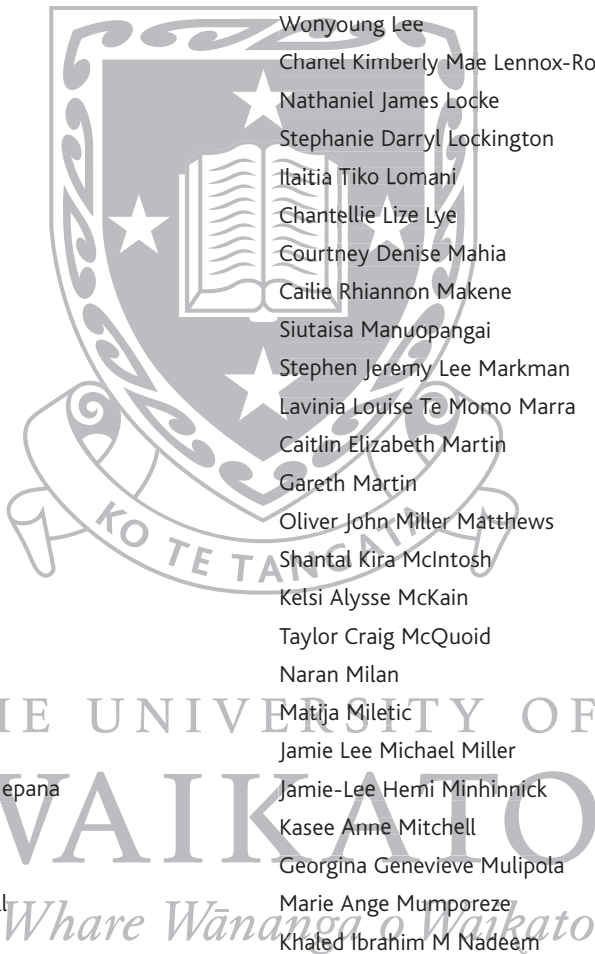 Wonyoung Lee
Chanel Kimberly Mae Lennox-Ro
Nathaniel James Locke
Stephanie Darryl Lockington
Ilaitia Tiko Lomani
Chantellie Lize Lye
Courtney Denise Mahia
Cailie Rhiannon Makene
Siutaisa Manuopangai
Stephen Jeremy Lee Markman
Lavinia Louise Te Momo Marra
Caitlin Elizabeth Martin
Gareth Martin
Oliver John Miller Matthews
Shantal Kira McIntosh
Kelsi Alysse McKain
Taylor Craig McQuoid
Naran Milan
Matija Miletic
Jamie Lee Michael Miller
Jamie-Lee Hemi Minhinnick
Kasee Anne Mitchell
Georgina Genevieve Mulipola
Marie Ange Mumporeze
Khaled Ibrahim M Nadeem
epana
ll
KO TE TANGATA
E UNIVERSITY OF
WAIKATO
Whare Wānanga o Waikato